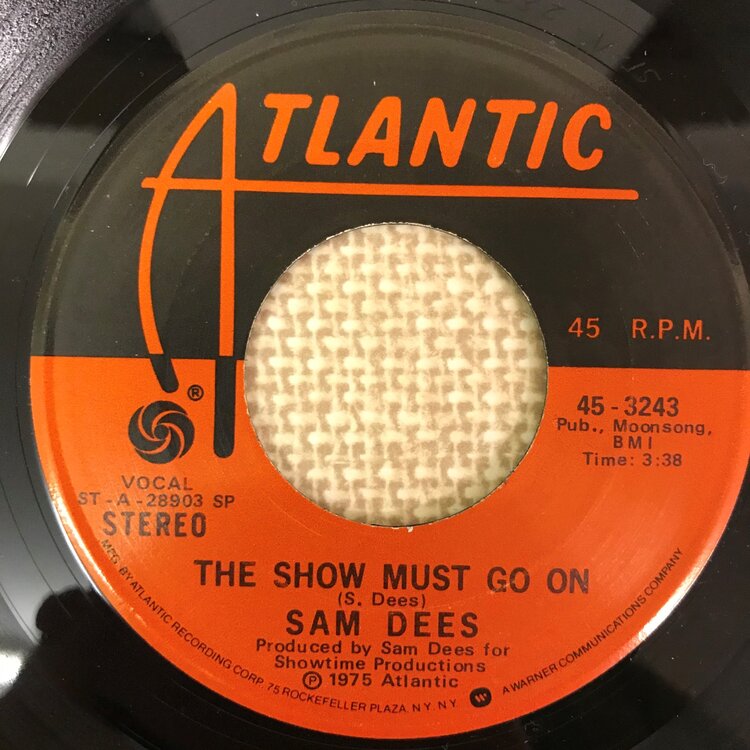 ATLANTIC
45 R.P.M.
®
45-3243
Pub., Moonsong,
BMI
Time: 3:38
VOCAL
ST-A-28903 SP
STEREO
THE SHOW MUST GO ON
(S. Dees)
SAM DEES
Produced by Sam Dees for
Showtime Productions
℗ 1975 Atlantic
MFG. BY ATLANTIC RECORDING CORP. 75 ROCKEFELLER PLAZA, N.Y. N.Y. A WARNER COMMUNICATIONS COMPANY